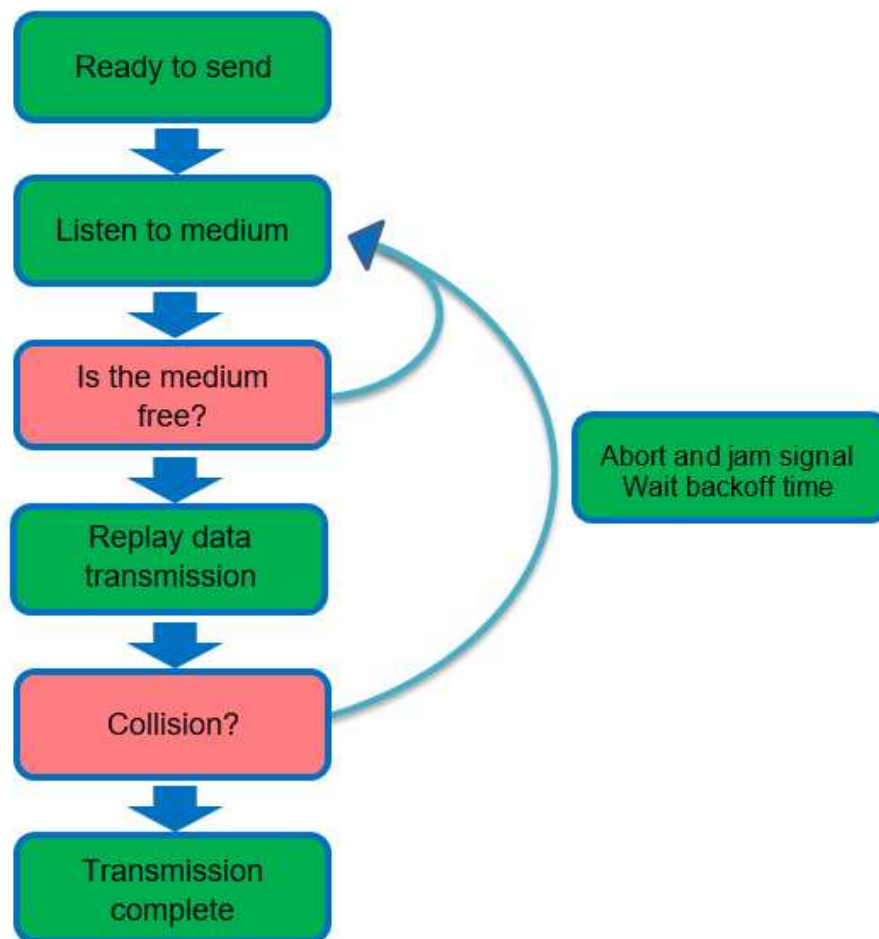 Ready to send
Listen to medium
Is the medium
free?
Abort and jam signal
Wait backoff time
Replay data
transmission
Collision?
Transmission
complete